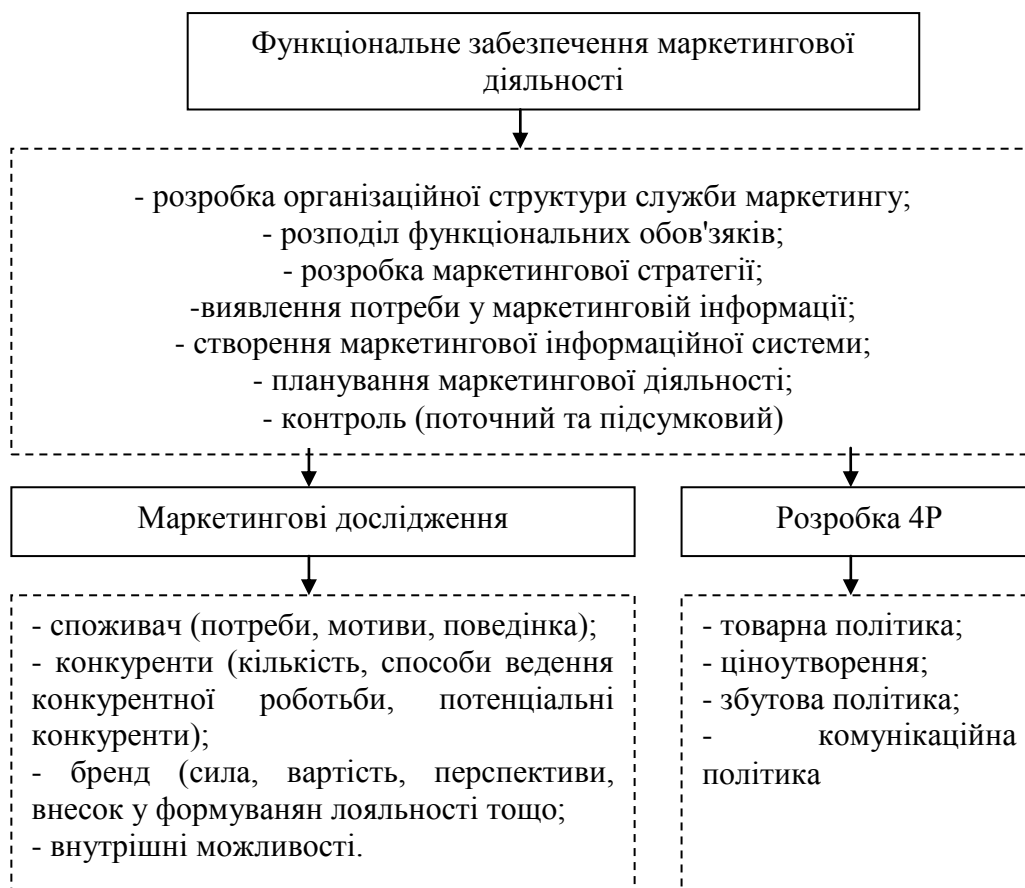 Функціональне забезпечення маркетингової
діяльності
- розробка організаційної структури служби маркетингу;
- розподіл функціональних обов'язків;
- розробка маркетингової стратегії;
-виявлення потреби у маркетинговій інформації;
- створення маркетингової інформаційної системи;
- планування маркетингової діяльності;
- контроль (поточний та підсумковий)
Маркетингові дослідження
Розробка 4Р
- споживач (потреби, мотиви, поведінка);
- конкуренти (кількість, способи ведення
конкурентної роботьби, потенціальні
конкуренти);
- бренд (сила, вартість, перспективи,
внесок у формуванян лояльності тощо;
- внутрішні можливості.
- товарна політика;
- ціноутворення;
- збутова політика;
- комунікаційна
політика